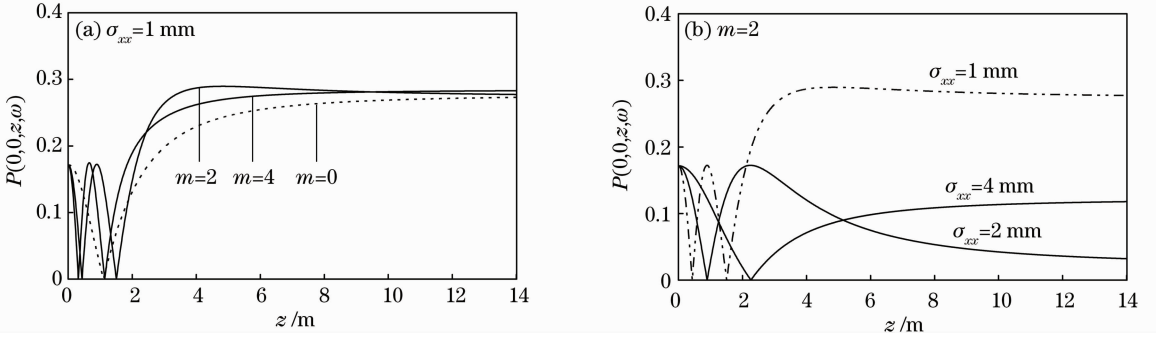 (a) σxx=1 mm
0.4
0.3
0.2
0.1
0
P(0,0,z,ω)
m=2 m=4 m=0
0 2 4 6 8 10 12 14
z /m
(b) m=2
0.4
0.3
0.2
0.1
0
P(0,0,z,ω)
σxx=1 mm
σxx=4 mm
σxx=2 mm
0 2 4 6 8 10 12 14
z /m